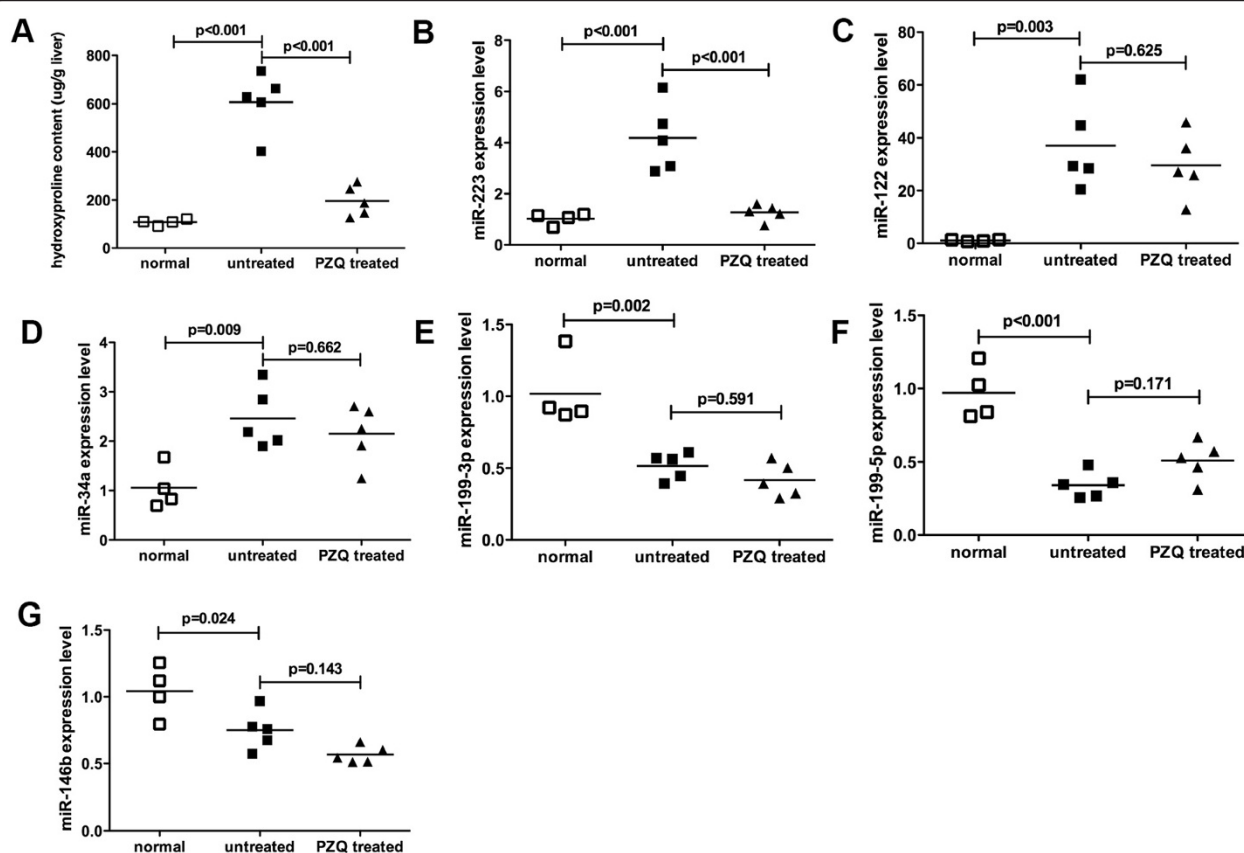 A
hydroxyproline content (ug/g liver)
p<0.001
p<0.001
800
600
400
200
0
normal untreated PZQ treated
B
miR-223 expression level
p<0.001
p<0.001
8
6
4
2
0
normal untreated PZQ treated
C
miR-122 expression level
p=0.003
p=0.625
80
60
40
20
0
normal untreated PZQ treated
D
miR-34a expression level
p=0.009
p=0.662
4
3
2
1
0
normal untreated PZQ treated
E
miR-199-3p expression level
p=0.002
p=0.591
1.5
1.0
0.5
0.0
normal untreated PZQ treated
F
miR-199-5p expression level
p<0.001
p=0.171
1.5
1.0
0.5
0.0
normal untreated PZQ treated
G
miR-146b expression level
p=0.024
p=0.143
1.5
1.0
0.5
0.0
normal untreated PZQ treated